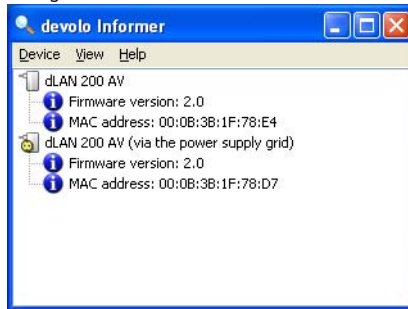 devolo Informer
Device View Help
dLAN 200 AV
Firmware version: 2.0
MAC address: 00:0B:3B:1F:78:E4
dLAN 200 AV (via the power supply grid)
Firmware version: 2.0
MAC address: 00:0B:3B:1F:78:D7